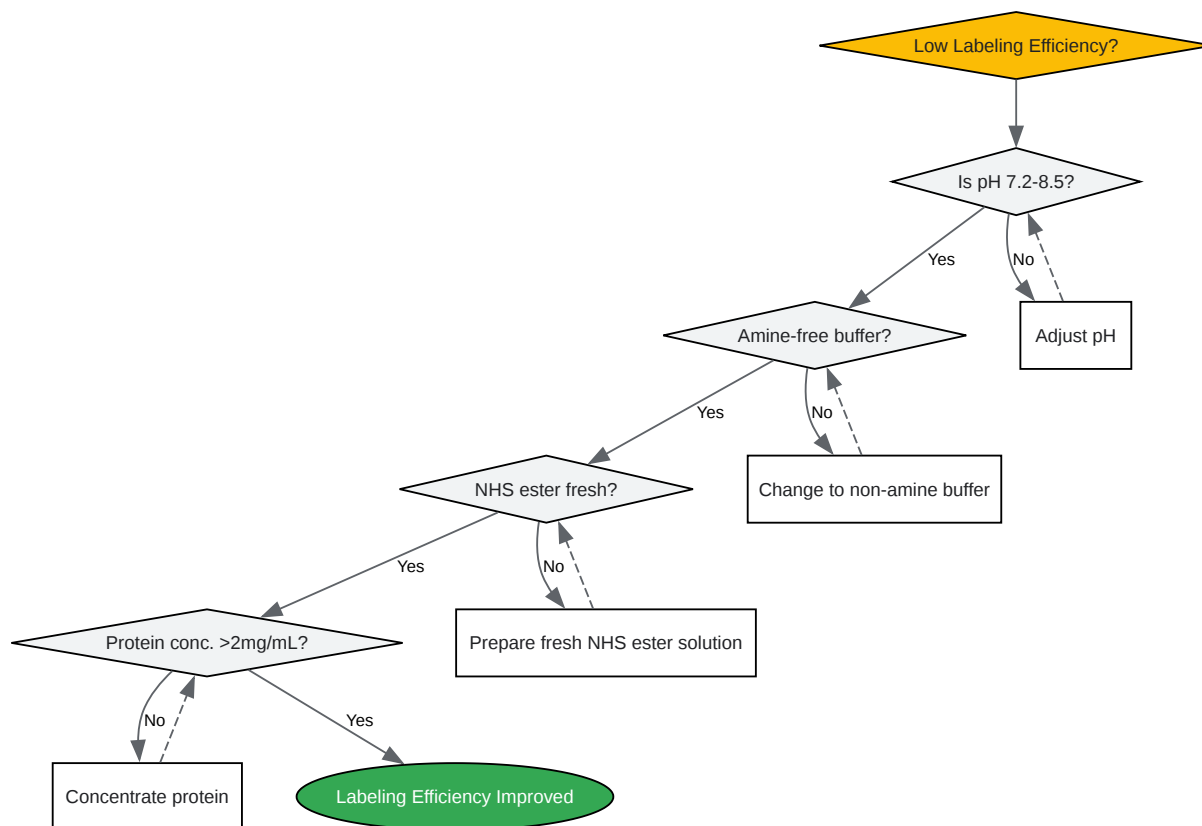 Low Labeling Efficiency?
Is pH 7.2-8.5?
Yes
No
Amine-free buffer?
Adjust pH
Yes
No
NHS ester fresh?
Change to non-amine buffer
Yes
No
Protein conc. >2mg/mL?
Prepare fresh NHS ester solution
No
Yes
Concentrate protein
Labeling Efficiency Improved